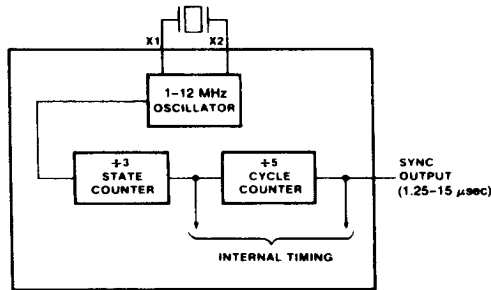 X1
X2
1–12 MHz
OSCILLATOR
÷3
STATE
COUNTER
÷5
CYCLE
COUNTER
SYNC
OUTPUT
(1.25–15 μsec)
INTERNAL TIMING